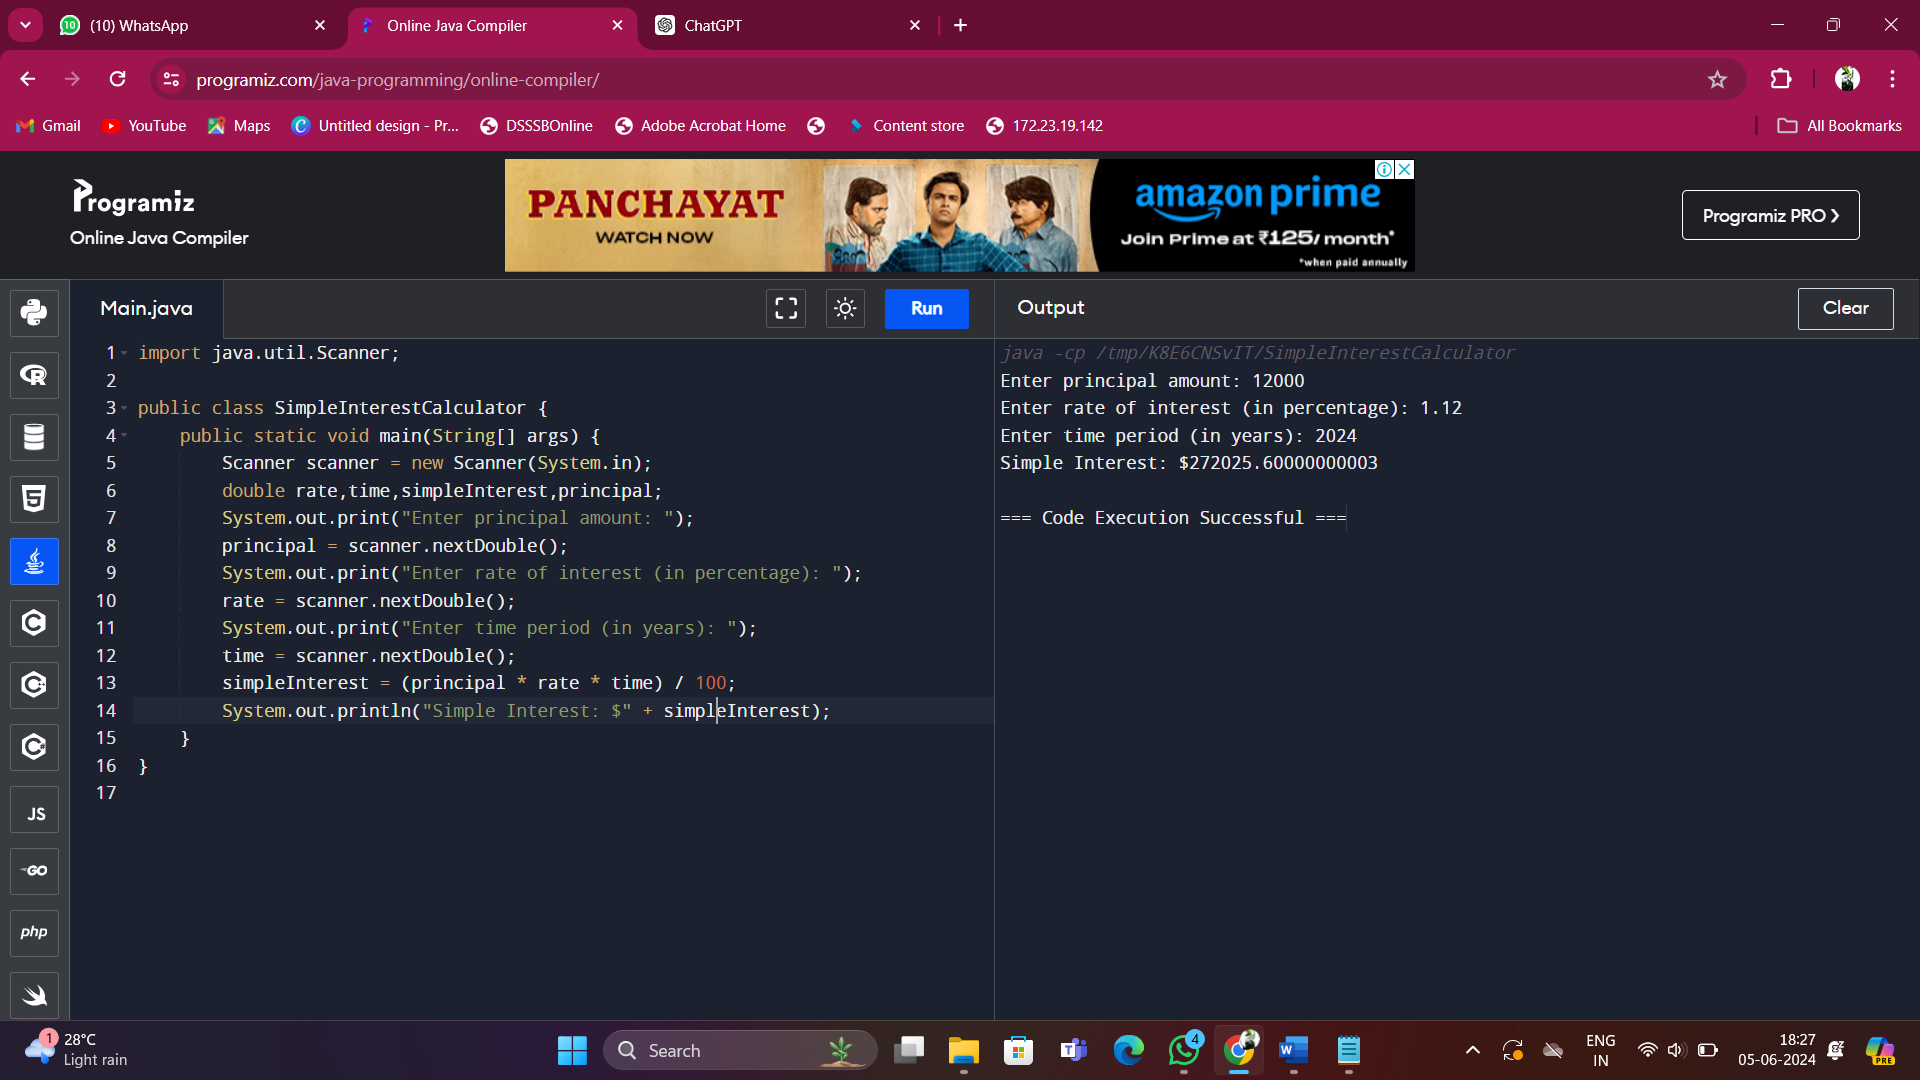 (10) WhatsApp
Online Java Compiler
ChatGPT
programiz.com/java-programming/online-compiler/
Gmail
YouTube
Maps
Untitled design - Pr...
DSSSBOnline
Adobe Acrobat Home
Content store
172.23.19.142
All Bookmarks
Programiz
Online Java Compiler
PANCHAYAT
WATCH NOW
amazon prime
Join Prime at ₹125/ month*
*when paid annually
Programiz PRO
Main.java
Run
Output
Clear
1 import java.util.Scanner;
2
3 public class SimpleInterestCalculator {
4     public static void main(String[] args) {
5         Scanner scanner = new Scanner(System.in);
6         double rate,time,simpleInterest,principal;
7         System.out.print("Enter principal amount: ");
8         principal = scanner.nextDouble();
9         System.out.print("Enter rate of interest (in percentage): ");
10         rate = scanner.nextDouble();
11         System.out.print("Enter time period (in years): ");
12         time = scanner.nextDouble();
13         simpleInterest = (principal * rate * time) / 100;
14         System.out.println("Simple Interest: $" + simpleInterest);
15     }
16 }
17
java -cp /tmp/K8E6CNSvIT/SimpleInterestCalculator
Enter principal amount: 12000
Enter rate of interest (in percentage): 1.12
Enter time period (in years): 2024
Simple Interest: $272025.60000000003
=== Code Execution Successful ===
R
5
C
C
C
JS
GO
php
1
28°C
Light rain
Search
4
ENG
IN
18:27
05-06-2024
PRE